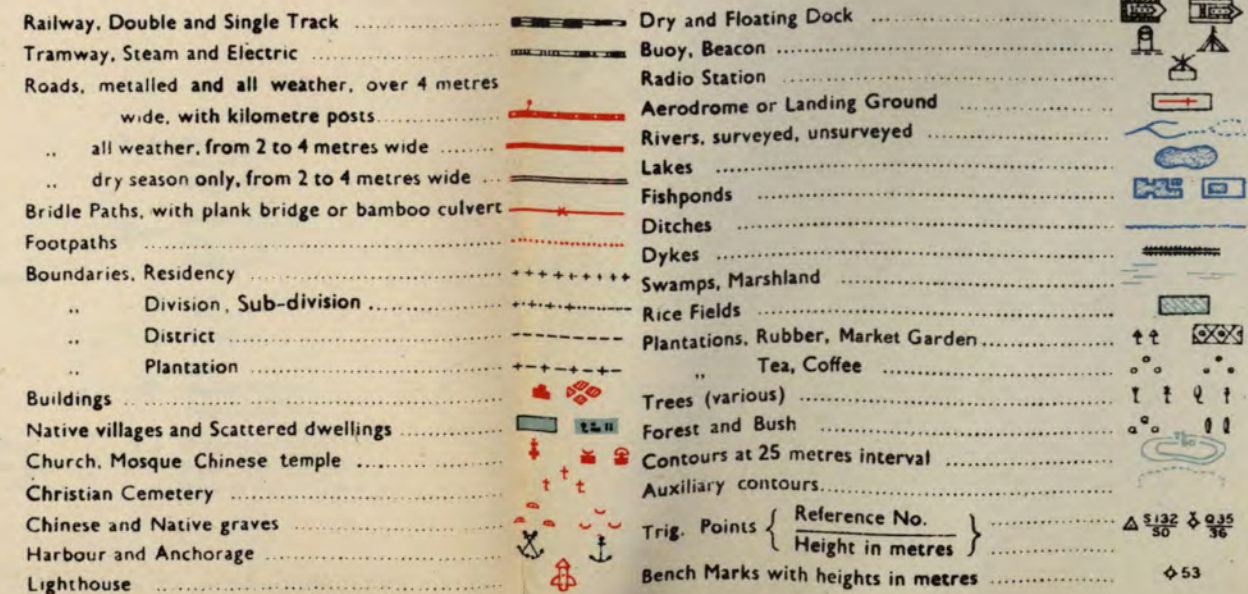 Railway, Double and Single Track
Tramway, Steam and Electric
Roads, metalled and all weather, over 4 metres
wide, with kilometre posts
,, all weather, from 2 to 4 metres wide
,, dry season only, from 2 to 4 metres wide
Bridle Paths, with plank bridge or bamboo culvert
Footpaths
Boundaries, Residency
,, Division, Sub-division
,, District
,, Plantation
Buildings
Native villages and Scattered dwellings
Church, Mosque Chinese temple
Christian Cemetery
Chinese and Native graves
Harbour and Anchorage
Lighthouse
Dry and Floating Dock
Buoy, Beacon
Radio Station
Aerodrome or Landing Ground
Rivers, surveyed, unsurveyed
Lakes
Fishponds
Ditches
Dykes
Swamps, Marshland
Rice Fields
Plantations, Rubber, Market Garden
,, Tea, Coffee
Trees (various)
Forest and Bush
Contours at 25 metres interval
Auxiliary contours
Trig. Points { Reference No. / Height in metres } S132/50 Q35/36
Bench Marks with heights in metres 53